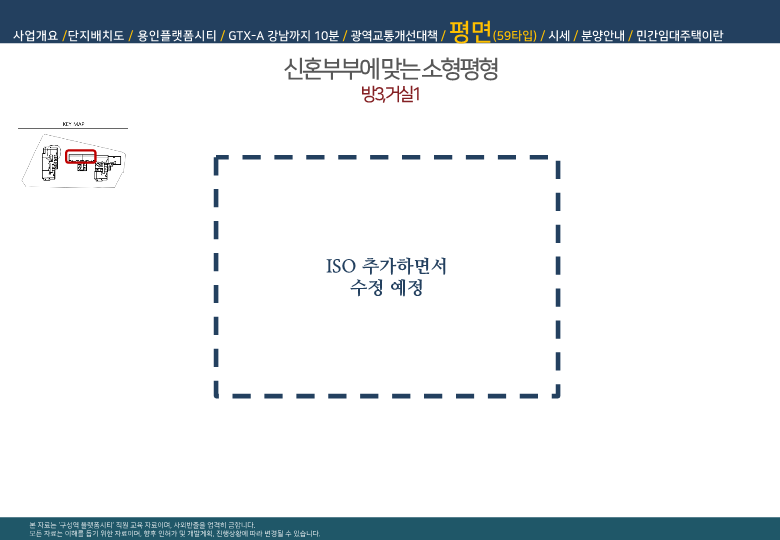 사업개요 /단지배치도 / 용인플랫폼시티 / GTX-A 강남까지 10분 / 광역교통개선대책 / 평면(59타입) / 시세 / 분양안내 / 민간임대주택이란
신혼부부에 맞는 소형평형
방3,거실1
KEY MAP
ISO 추가하면서
수정 예정
본 자료는 '구성역 플랫폼시티' 직원 교육 자료이며, 사외반출을 엄격히 금합니다.
모든 자료는 이해를 돕기 위한 자료이며, 향후 인허가 및 개발계획, 진행상황에 따라 변경될 수 있습니다.